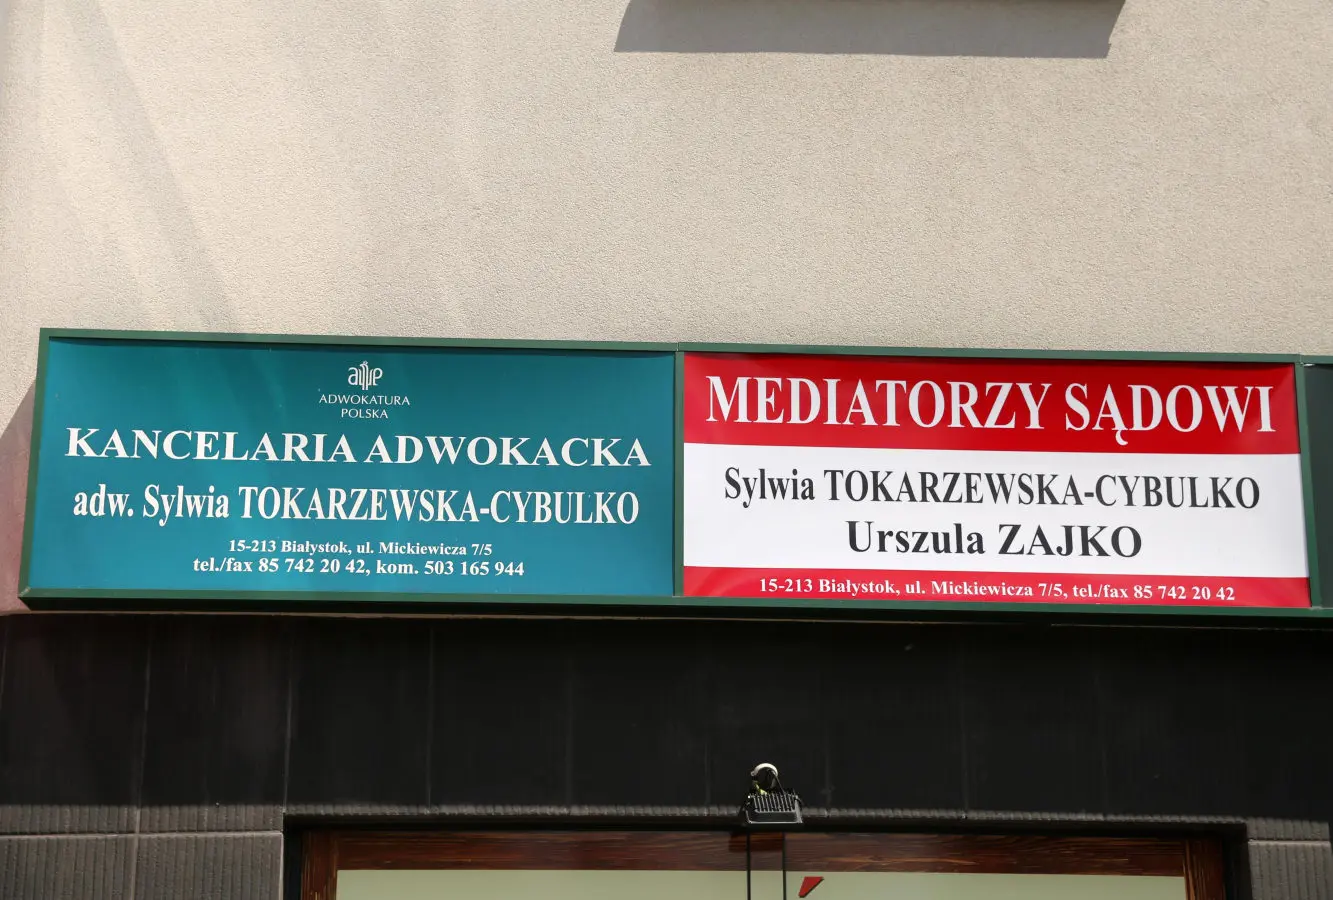 ADWOKATURA
POLSKA
KANCELARIA ADWOKACKA
adw. Sylwia TOKARZEWSKA-CYBULKO
15-213 Białystok, ul. Mickiewicza 7/5
tel./fax 85 742 20 42, kom. 503 165 944
MEDIATORZY SĄDOWI
Sylwia TOKARZEWSKA-CYBULKO
Urszula ZAJKO
15-213 Białystok, ul. Mickiewicza 7/5, tel./fax 85 742 20 42